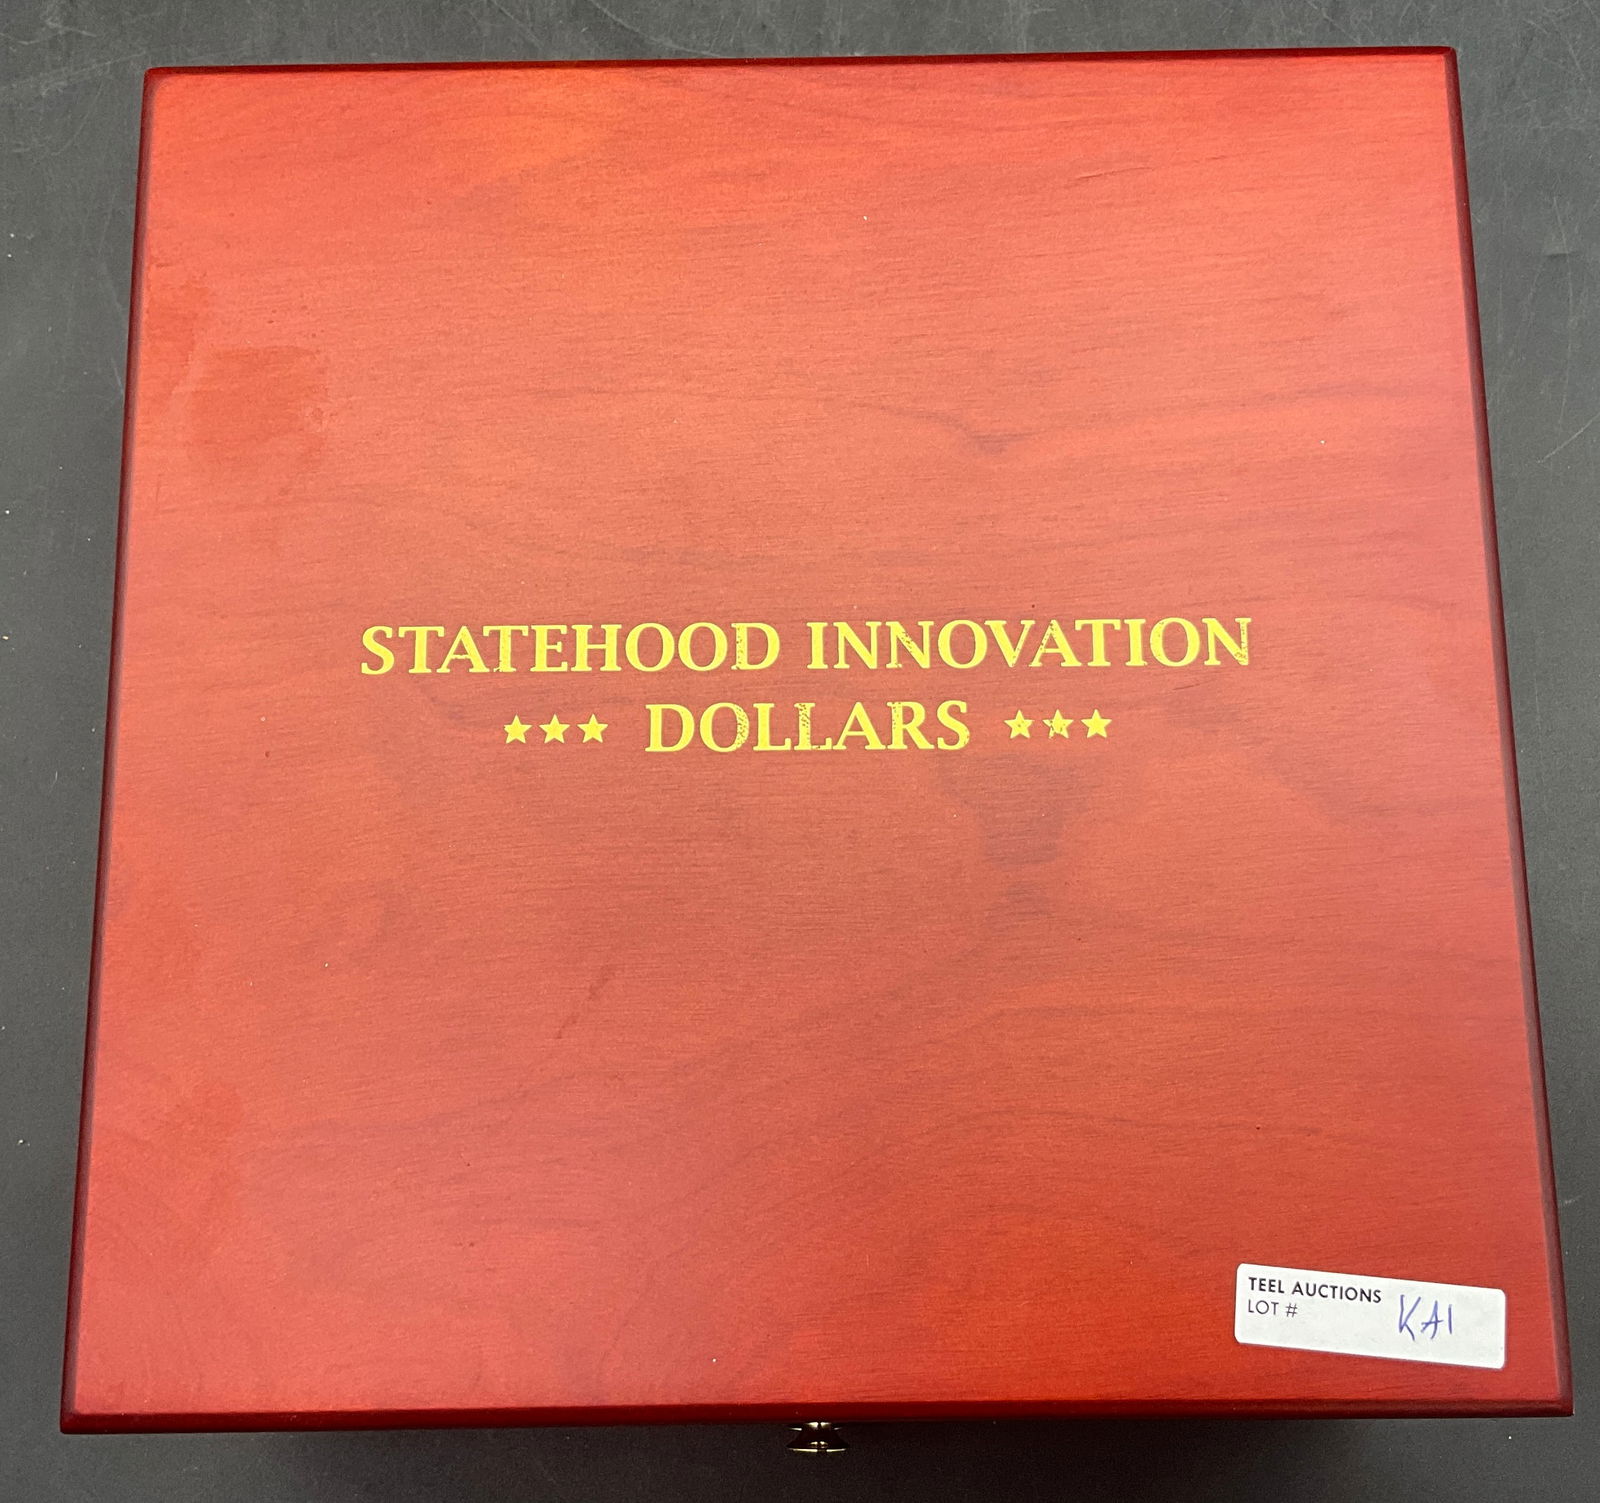 STATEHOOD INNOVATION
★★★ DOLLARS ★★★
TEEL AUCTIONS
LOT # KA1